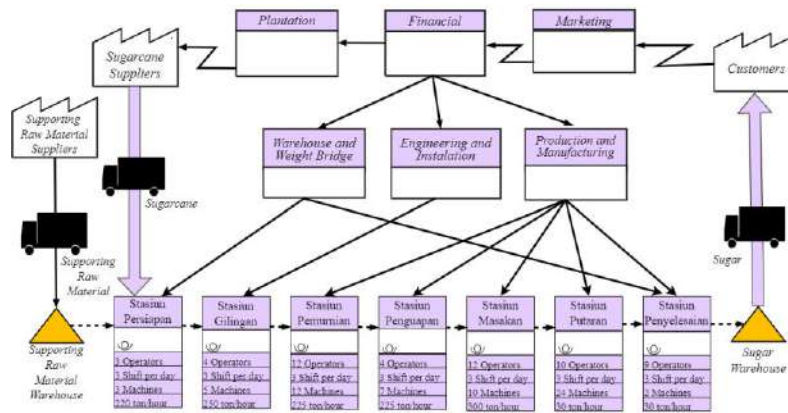 Plantation
Financial
Marketing
Sugarcane
Suppliers
Customers
Supporting
Raw Material
Suppliers
Warehouse and
Weight Bridge
Engineering and
Instalation
Production and
Manufacturing
Sugarcane
Sugar
Supporting
Raw
Material
Stasiun
Persiapan
Stasiun
Gilingan
Stasiun
Pemurnian
Stasiun
Penguapan
Stasiun
Masakan
Stasiun
Putaran
Stasiun
Penyelesaian
Supporting
Raw
Material
Warehouse
Sugar
Warehouse
3 Operators
3 Shift per day
3 Machines
220 ton/hour
4 Operators
3 Shift per day
5 Machines
250 ton/hour
12 Operators
3 Shift per day
12 Machines
225 ton/hour
4 Operators
3 Shift per day
7 Machines
225 ton/hour
12 Operators
3 Shift per day
10 Machines
300 ton/hour
10 Operators
3 Shift per day
24 Machines
30 ton/hour
9 Operators
3 Shift per day
2 Machines
30 ton/hour